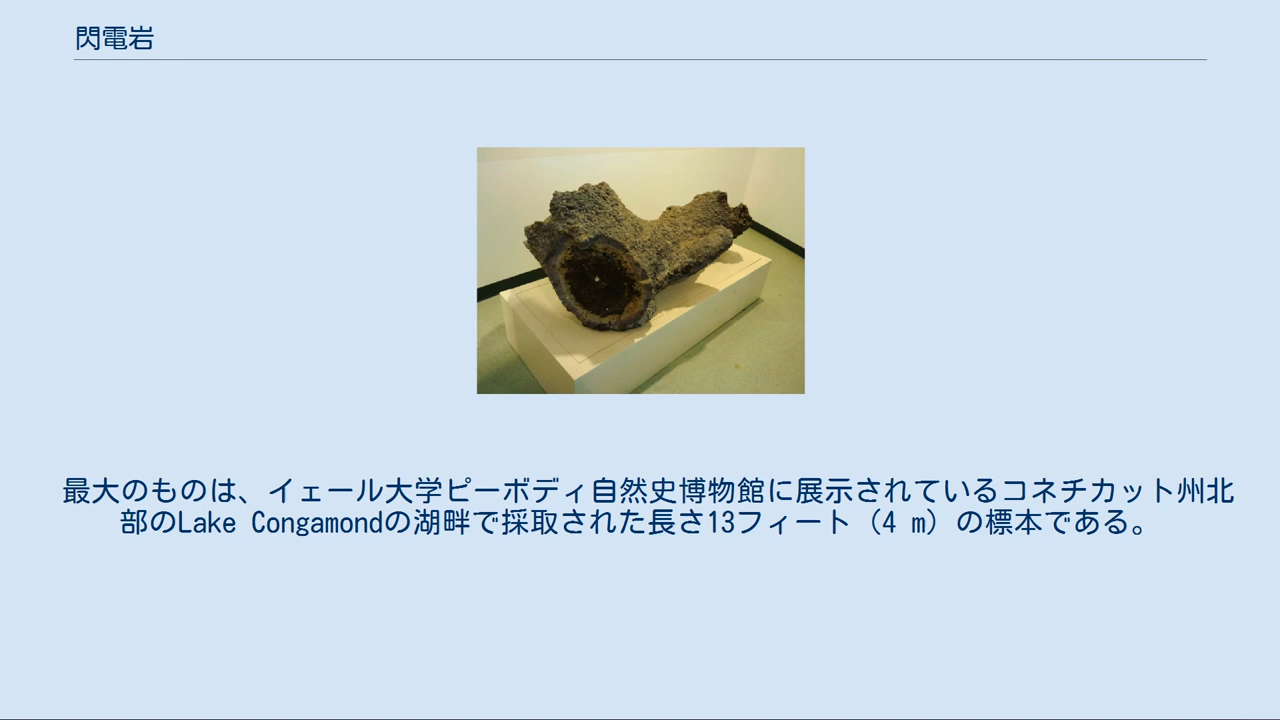 閃電岩
最大のものは、イェール大学ピーボディ自然史博物館に展示されているコネチカット州北
部のLake Congamondの湖畔で採取された長さ13フィート（4 m）の標本である。